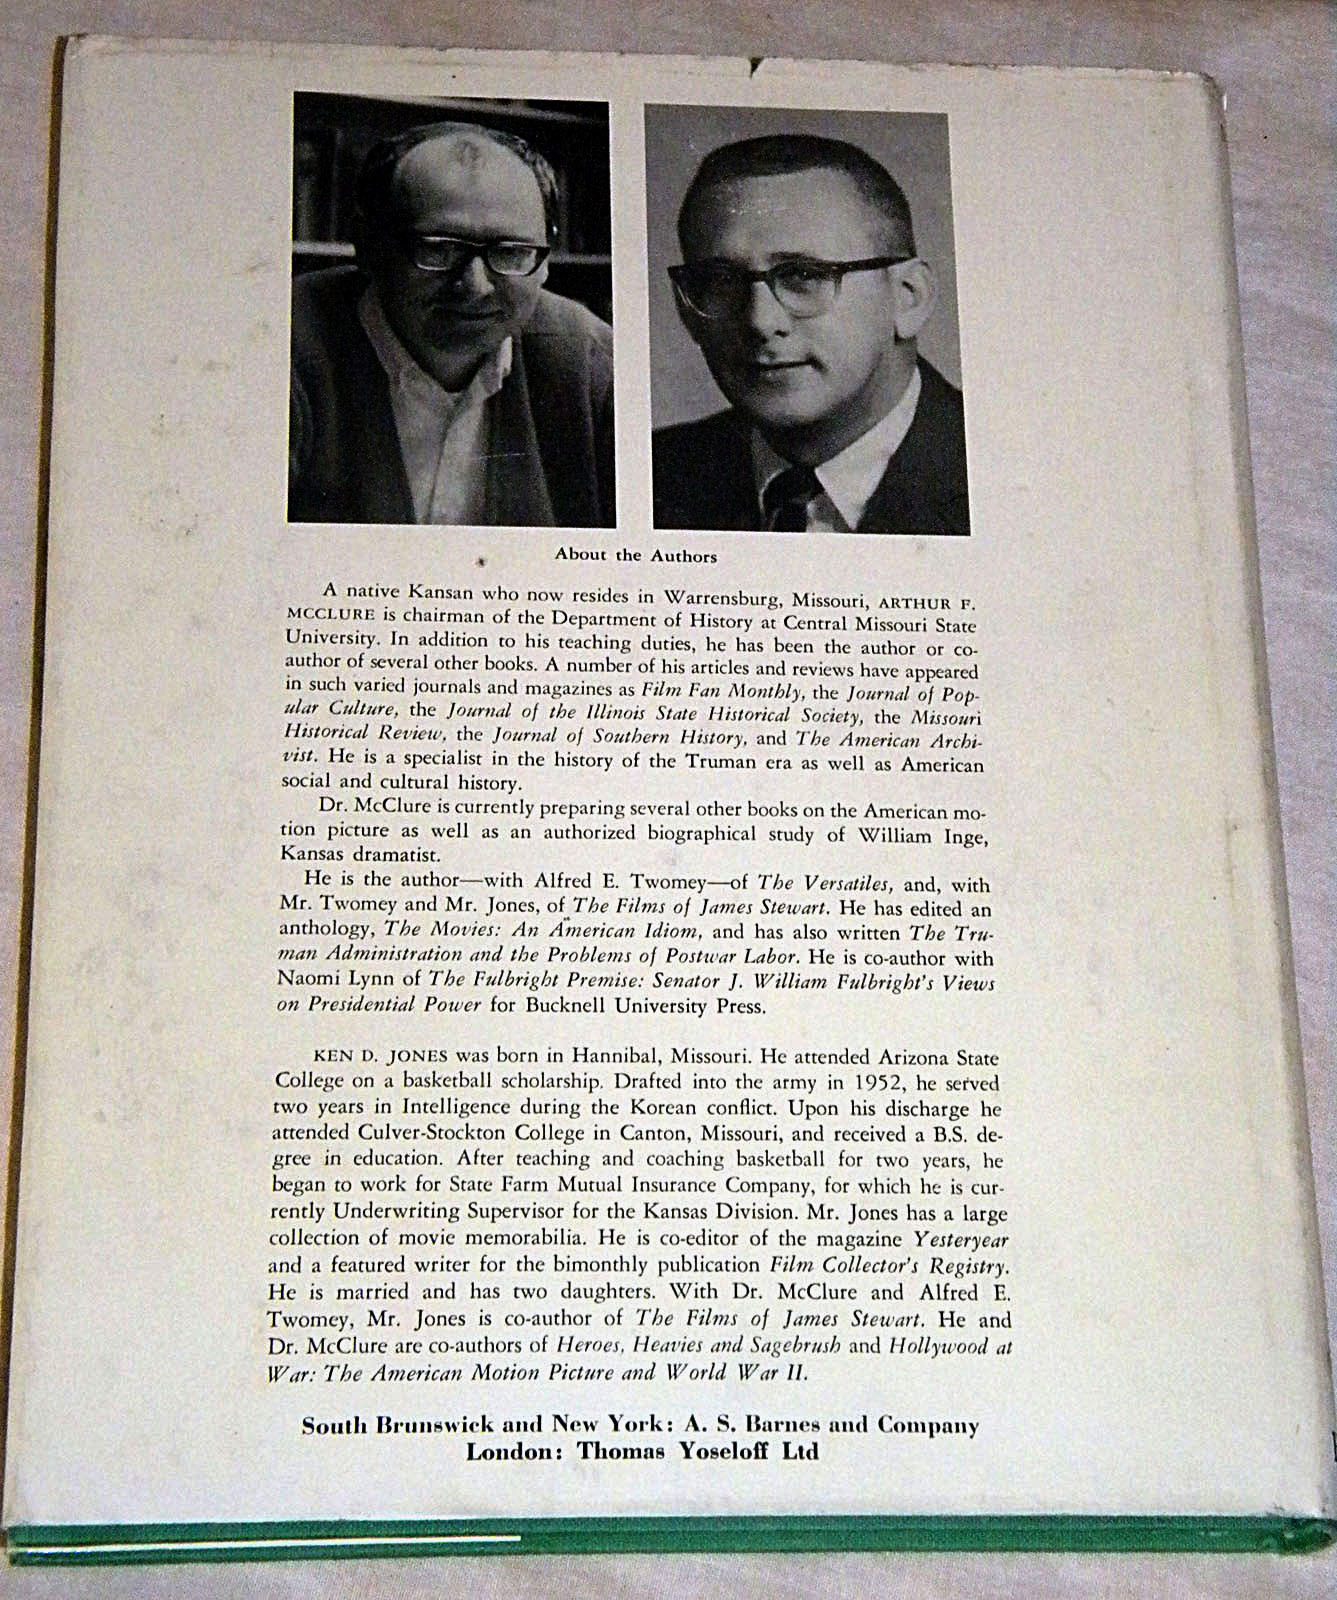 About the Authors
A native Kansan who now resides in Warrensburg, Missouri, ARTHUR F.
MCCLURE is chairman of the Department of History at Central Missouri State
University. In addition to his teaching duties, he has been the author or co-
author of several other books. A number of his articles and reviews have appeared
in such varied journals and magazines as Film Fan Monthly, the Journal of Pop-
ular Culture, the Journal of the Illinois State Historical Society, the Missouri
Historical Review, the Journal of Southern History, and The American Archi-
vist. He is a specialist in the history of the Truman era as well as American
social and cultural history.
Dr. McClure is currently preparing several other books on the American mo-
tion picture as well as an authorized biographical study of William Inge,
Kansas dramatist.
He is the author—with Alfred E. Twomey—of The Versatiles, and, with
Mr. Twomey and Mr. Jones, of The Films of James Stewart. He has edited an
anthology, The Movies: An American Idiom, and has also written The Tru-
man Administration and the Problems of Postwar Labor. He is co-author with
Naomi Lynn of The Fulbright Premise: Senator J. William Fulbright's Views
on Presidential Power for Bucknell University Press.
KEN D. JONES was born in Hannibal, Missouri. He attended Arizona State
College on a basketball scholarship. Drafted into the army in 1952, he served
two years in Intelligence during the Korean conflict. Upon his discharge he
attended Culver-Stockton College in Canton, Missouri, and received a B.S. de-
gree in education. After teaching and coaching basketball for two years, he
began to work for State Farm Mutual Insurance Company, for which he is cur-
rently Underwriting Supervisor for the Kansas Division. Mr. Jones has a large
collection of movie memorabilia. He is co-editor of the magazine Yesteryear
and a featured writer for the bimonthly publication Film Collector's Registry.
He is married and has two daughters. With Dr. McClure and Alfred E.
Twomey, Mr. Jones is co-author of The Films of James Stewart. He and
Dr. McClure are co-authors of Heroes, Heavies and Sagebrush and Hollywood at
War: The American Motion Picture and World War II.
South Brunswick and New York: A. S. Barnes and Company
London: Thomas Yoseloff Ltd